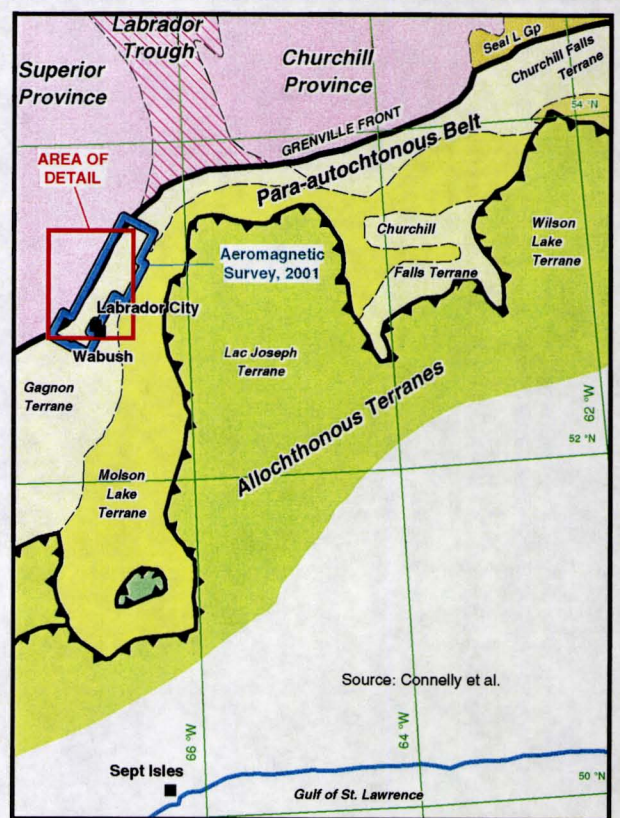 Labrador
Trough
Superior
Province
Churchill
Province
Seal L Gp
Churchill Falls
Terrane
54 °N
GRENVILLE FRONT
AREA OF
DETAIL
Para-autochtonous Belt
Aeromagnetic
Survey, 2001
Churchill
Falls Terrane
Wilson
Lake
Terrane
Labrador City
Wabush
Lac Joseph
Terrane
Gagnon
Terrane
Allochthonous Terranes
62 °W
52 °N
Molson
Lake
Terrane
Source: Connelly et al.
66 °W
64 °W
Sept Isles
50 °N
Gulf of St. Lawrence